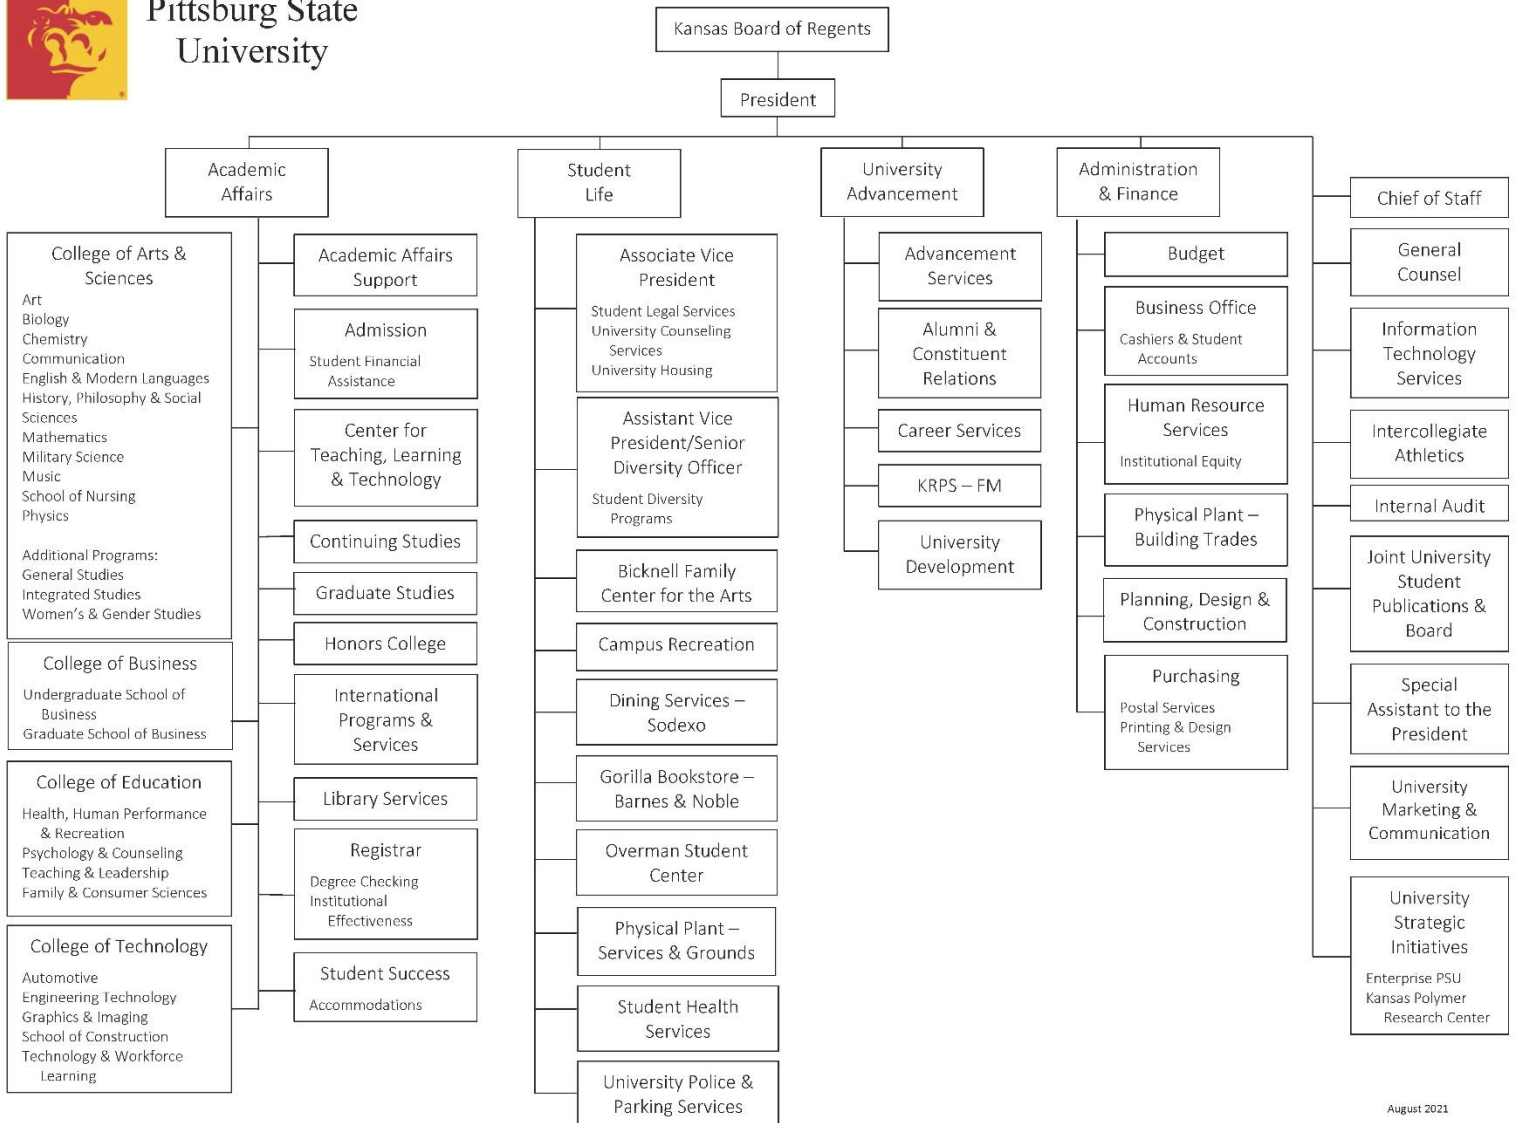 Pittsburg State
University
Kansas Board of Regents
President
Academic
Affairs
College of Arts &
Sciences
Art
Biology
Chemistry
Communication
English & Modern Languages
History, Philosophy & Social
Sciences
Mathematics
Military Science
Music
School of Nursing
Physics
Additional Programs:
General Studies
Integrated Studies
Women's & Gender Studies
College of Business
Undergraduate School of
Business
Graduate School of Business
College of Education
Health, Human Performance
& Recreation
Psychology & Counseling
Teaching & Leadership
Family & Consumer Sciences
College of Technology
Automotive
Engineering Technology
Graphics & Imaging
School of Construction
Technology & Workforce
Learning
Academic Affairs
Support
Admission
Student Financial
Assistance
Center for
Teaching, Learning
& Technology
Continuing Studies
Graduate Studies
Honors College
International
Programs &
Services
Library Services
Registrar
Degree Checking
Institutional
Effectiveness
Student Success
Accommodations
Student
Life
Associate Vice
President
Student Legal Services
University Counseling
Services
University Housing
Assistant Vice
President/Senior
Diversity Officer
Student Diversity
Programs
Bicknell Family
Center for the Arts
Campus Recreation
Dining Services –
Sodexo
Gorilla Bookstore –
Barnes & Noble
Overman Student
Center
Physical Plant –
Services & Grounds
Student Health
Services
University Police &
Parking Services
University
Advancement
Advancement
Services
Alumni &
Constituent
Relations
Career Services
KRPS – FM
University
Development
Administration
& Finance
Budget
Business Office
Cashiers & Student
Accounts
Human Resource
Services
Institutional Equity
Physical Plant –
Building Trades
Planning, Design &
Construction
Purchasing
Postal Services
Printing & Design
Services
Chief of Staff
General
Counsel
Information
Technology
Services
Intercollegiate
Athletics
Internal Audit
Joint University
Student
Publications &
Board
Special
Assistant to the
President
University
Marketing &
Communication
University
Strategic
Initiatives
Enterprise PSU
Kansas Polymer
Research Center
August 2021